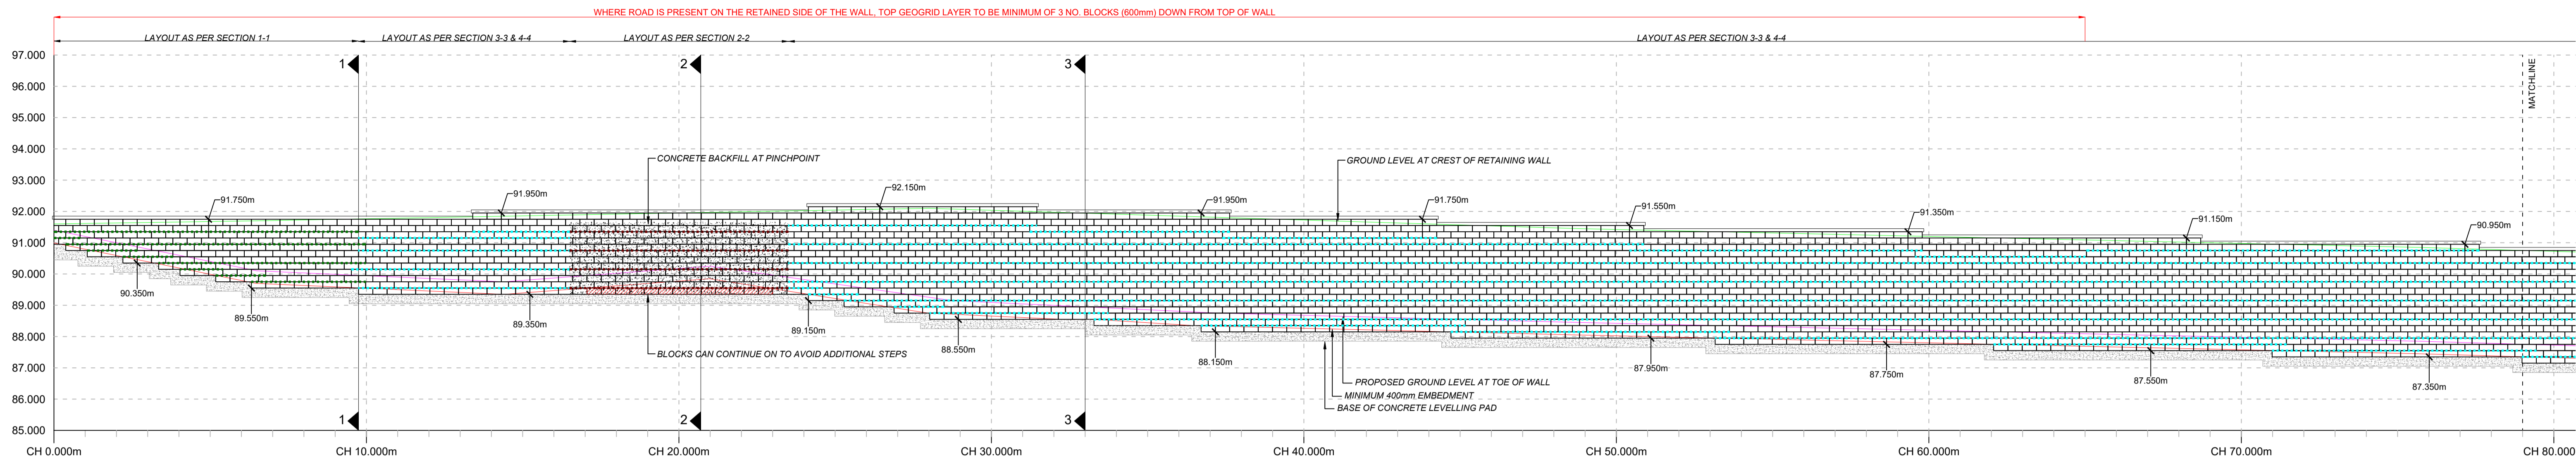 WHERE ROAD IS PRESENT ON THE RETAINED SIDE OF THE WALL, TOP GEOGRID LAYER TO BE MINIMUM OF 3 NO. BLOCKS (600mm) DOWN FROM TOP OF WALL
LAYOUT AS PER SECTION 1-1
LAYOUT AS PER SECTION 3-3 & 4-4
LAYOUT AS PER SECTION 2-2
LAYOUT AS PER SECTION 3-3 & 4-4
97.000
96.000
95.000
94.000
93.000
92.000
91.000
90.000
89.000
88.000
87.000
86.000
85.000
1
2
3
MATCHLINE
CONCRETE BACKFILL AT PINCHPOINT
GROUND LEVEL AT CREST OF RETAINING WALL
91.750m
91.950m
92.150m
91.950m
91.750m
91.550m
91.350m
91.150m
90.950m
90.350m
89.550m
89.350m
89.150m
88.550m
88.150m
87.950m
87.750m
87.550m
87.350m
BLOCKS CAN CONTINUE ON TO AVOID ADDITIONAL STEPS
PROPOSED GROUND LEVEL AT TOE OF WALL
MINIMUM 400mm EMBEDMENT
BASE OF CONCRETE LEVELLING PAD
1
2
3
CH 0.000m
CH 10.000m
CH 20.000m
CH 30.000m
CH 40.000m
CH 50.000m
CH 60.000m
CH 70.000m
CH 80.000